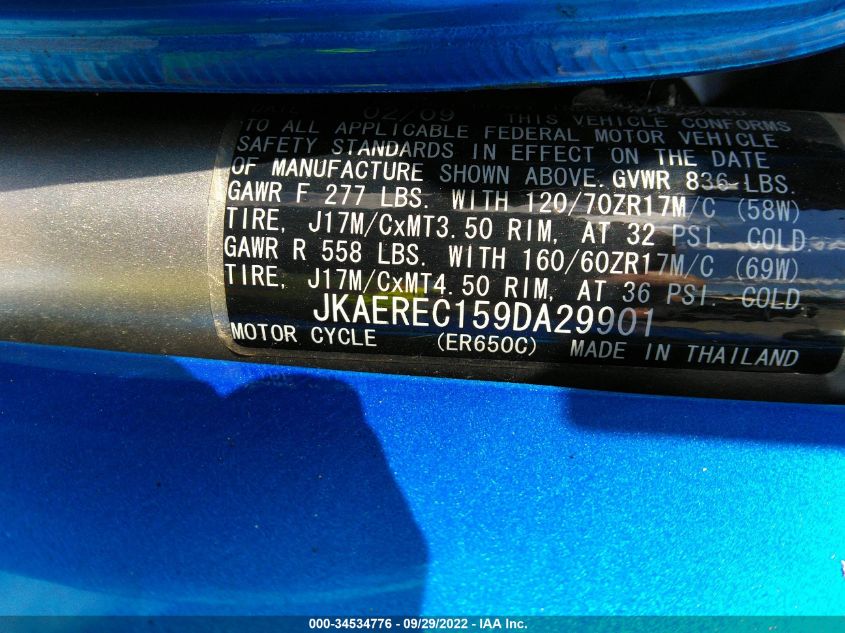 02/09 THIS VEHICLE CONFORMS
TO ALL APPLICABLE FEDERAL MOTOR VEHICLE
SAFETY STANDARDS IN EFFECT ON THE DATE
OF MANUFACTURE SHOWN ABOVE. GVWR 836 LBS.
GAWR F 277 LBS. WITH 120/70ZR17M/C (58W)
TIRE, J17M/CxMT3.50 RIM, AT 32 PSI COLD.
GAWR R 558 LBS. WITH 160/60ZR17M/C (69W)
TIRE, J17M/CxMT4.50 RIM, AT 36 PSI. COLD
JKAEREC159DA29901
MOTOR CYCLE (ER650C) MADE IN THAILAND
000-34534776 - 09/29/2022 - IAA Inc.